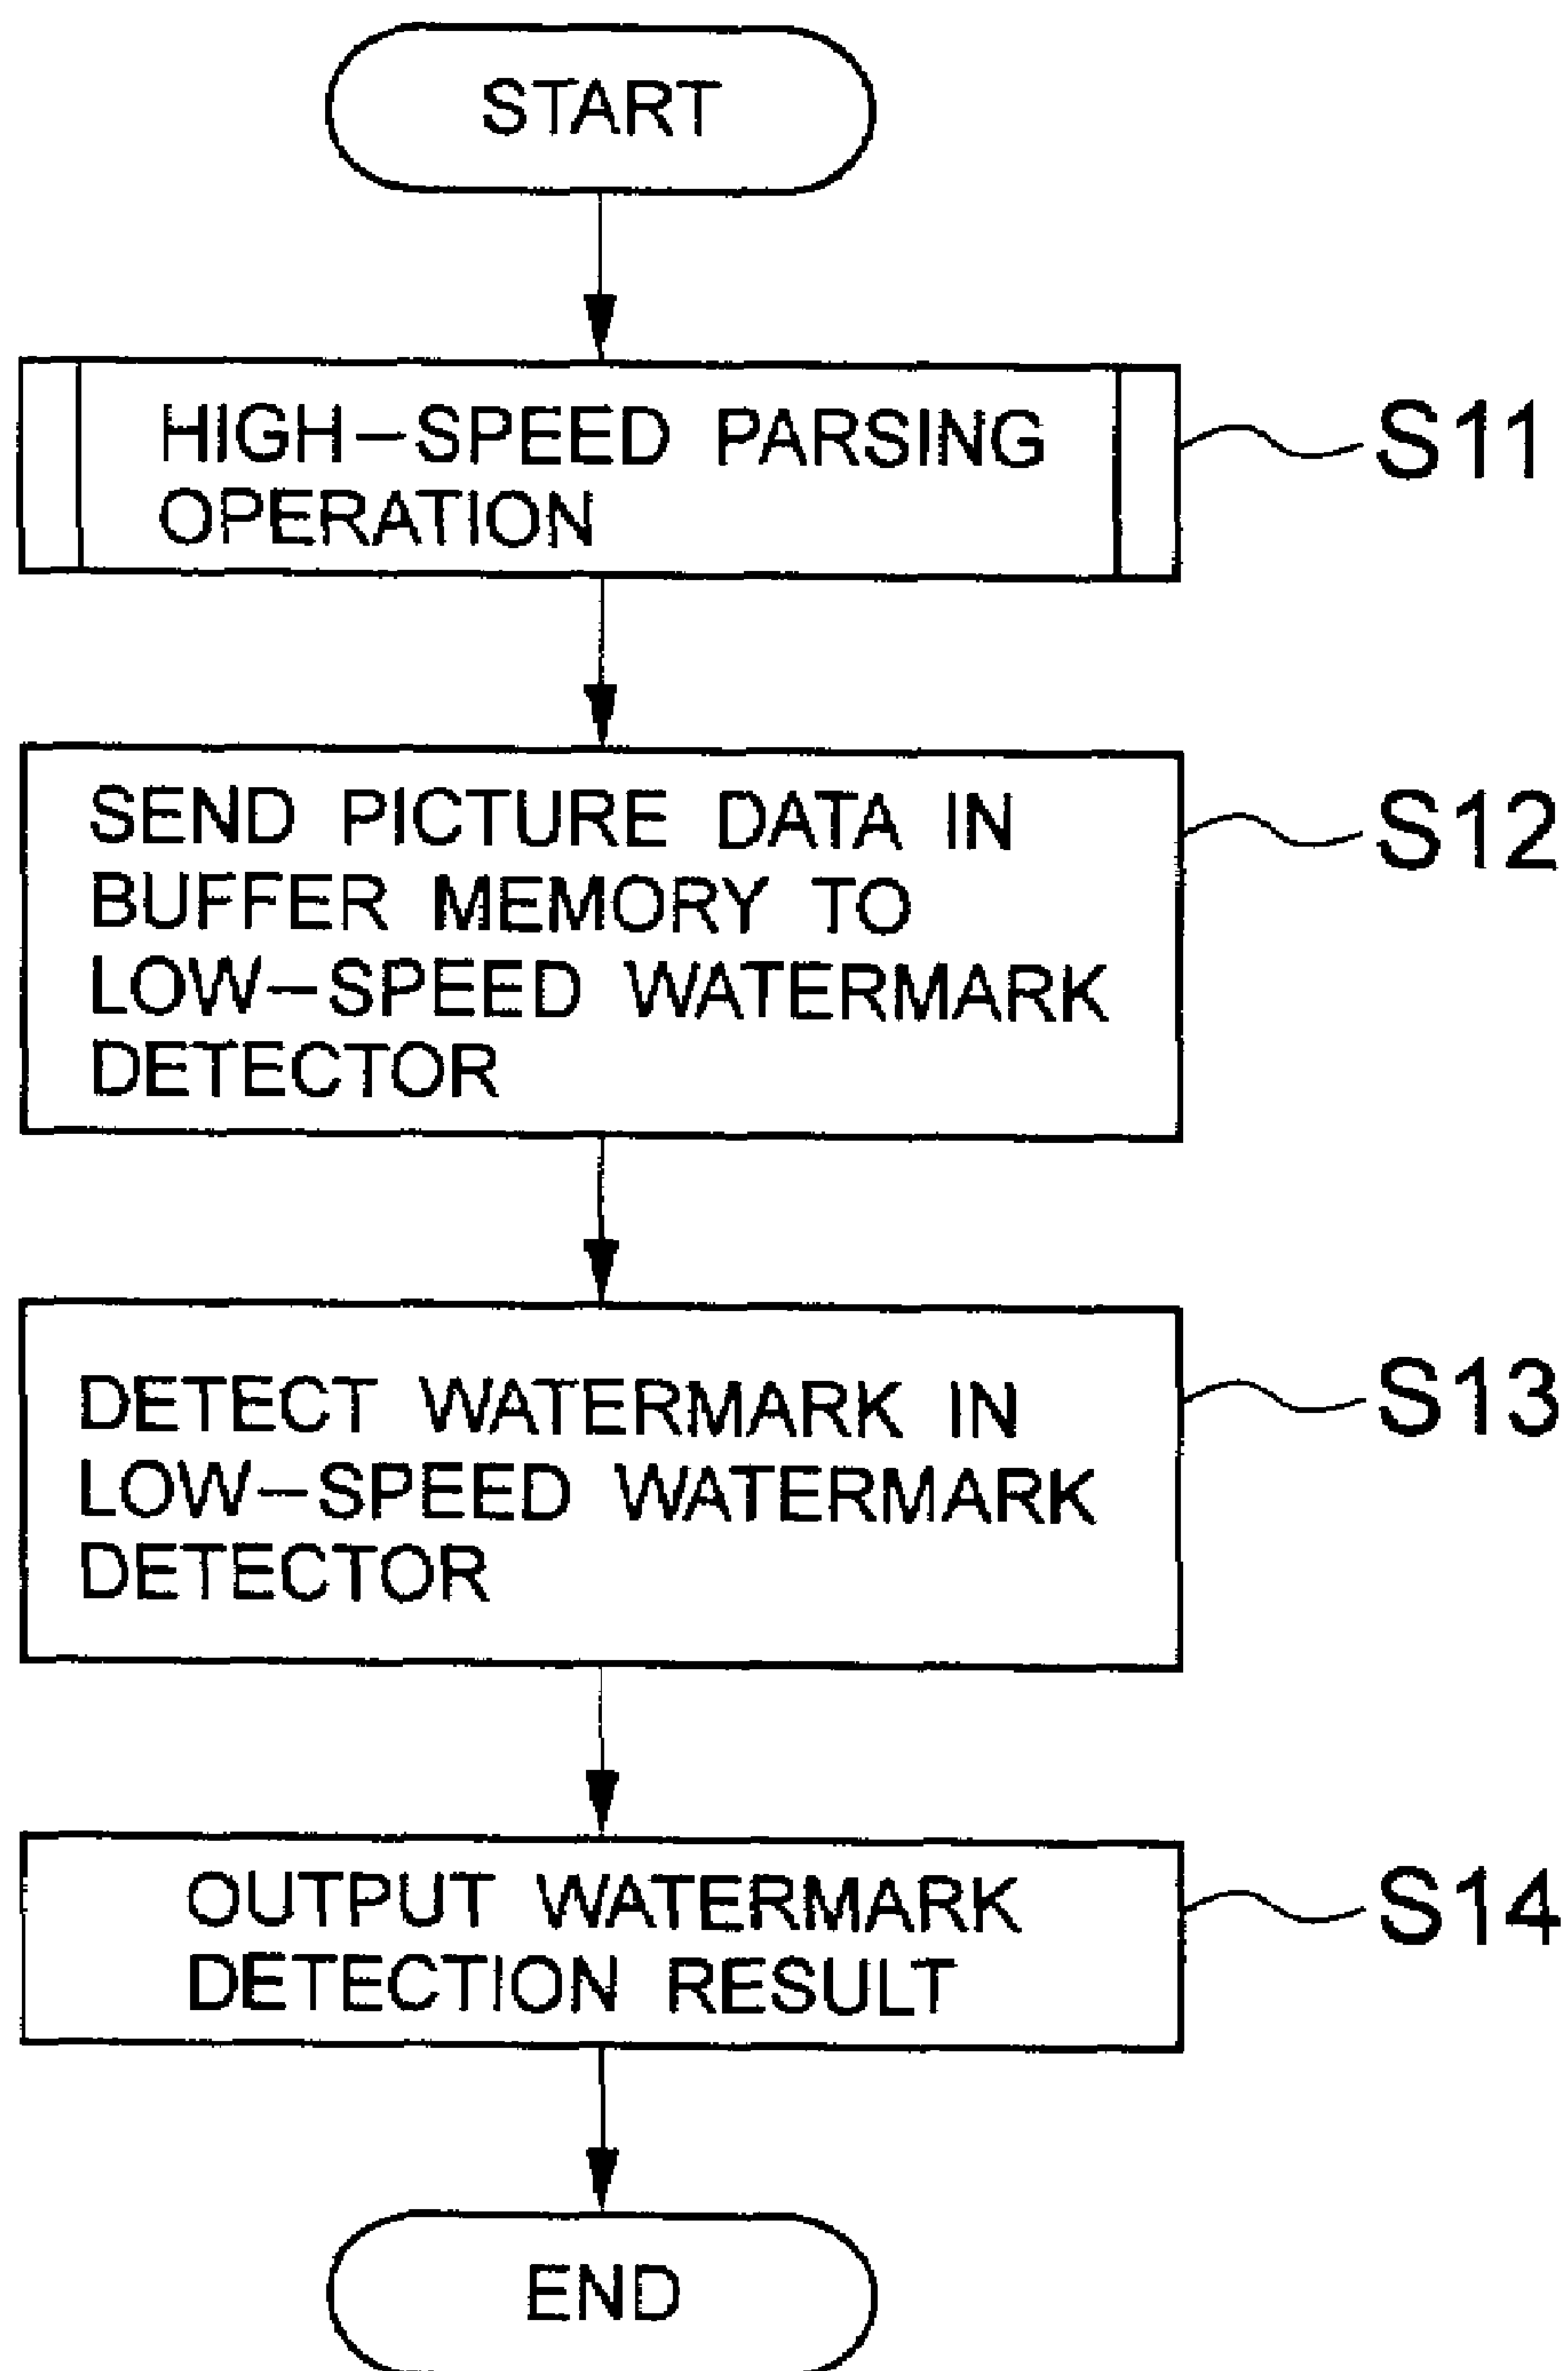 START
HIGH-SPEED PARSING
OPERATION
S11
SEND PICTURE DATA IN
BUFFER MEMORY TO
LOW-SPEED WATERMARK
DETECTOR
S12
DETECT WATERMARK IN
LOW-SPEED WATERMARK
DETECTOR
S13
OUTPUT WATERMARK
DETECTION RESULT
S14
END